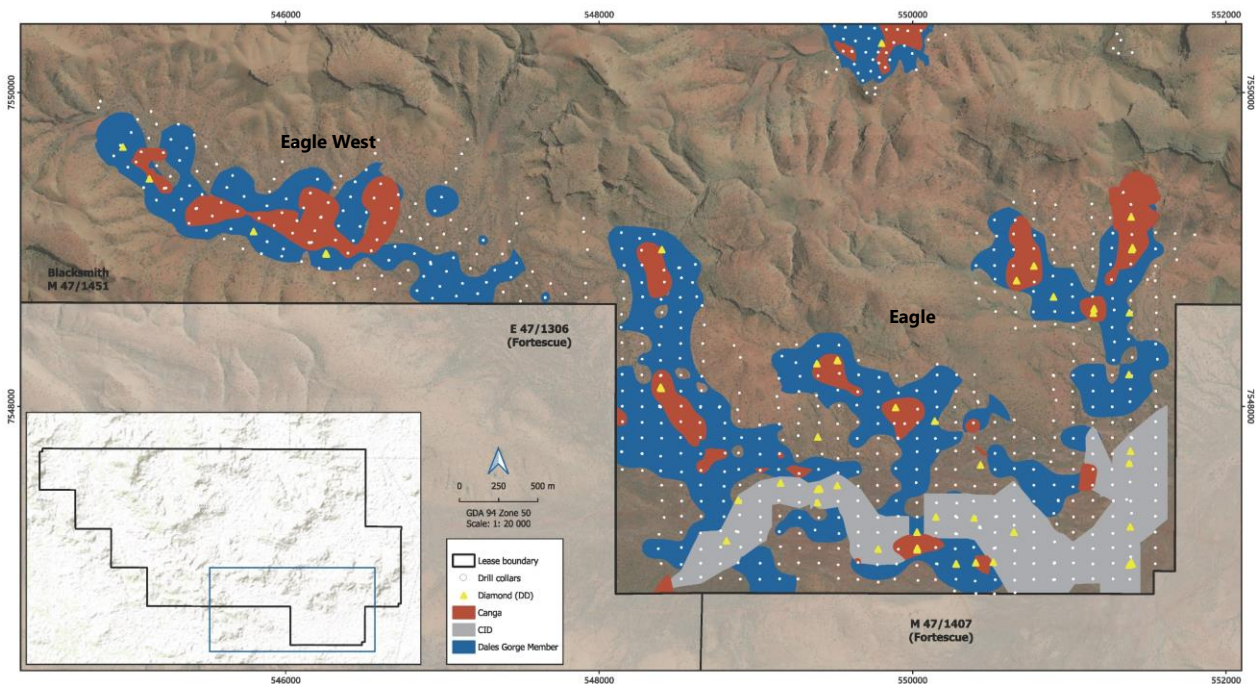 546000
548000
550000
552000
7550000
7550000
Eagle West
Blacksmith
M 47/1451
E 47/1306
(Fortescue)
Eagle
7548000
7548000
0 250 500 m
GDA 94 Zone 50
Scale: 1: 20 000
Lease boundary
Drill collars
Diamond (DD)
Canga
CID
Dales Gorge Member
M 47/1407
(Fortescue)
546000
548000
550000
552000